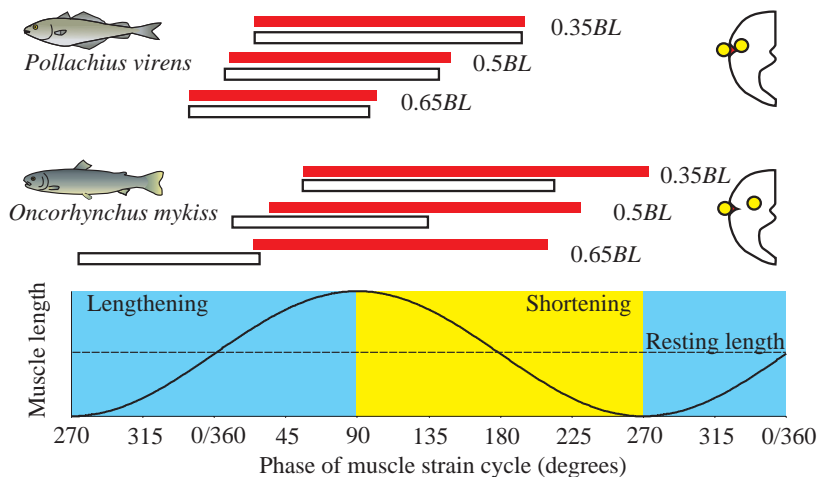 0.35BL
Pollachius virens
0.5BL
0.65BL
0.35BL
Oncorhynchus mykiss
0.5BL
0.65BL
Lengthening
Shortening
Resting length
Muscle length
270 315 0/360 45 90 135 180 225 270 315 0/360
Phase of muscle strain cycle (degrees)